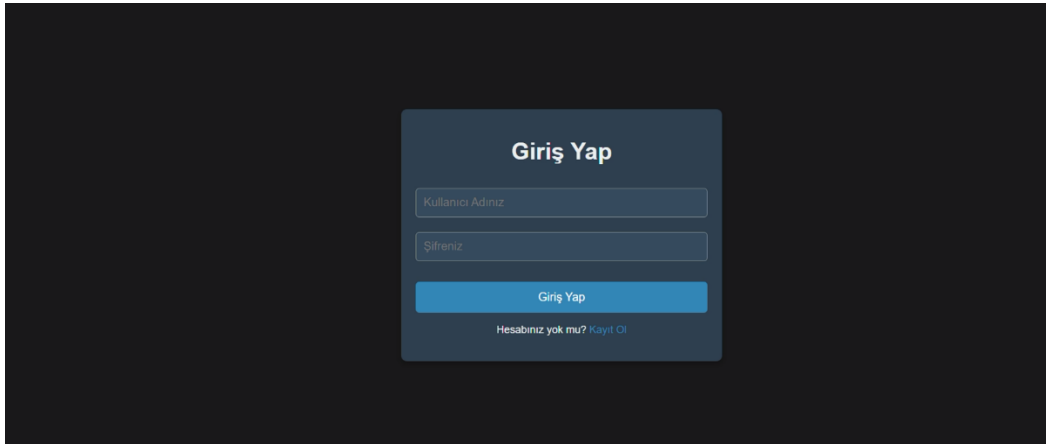 Giriş Yap
Kullanıcı Adınız
Şifreniz
Giriş Yap
Hesabınız yok mu? Kayıt Ol